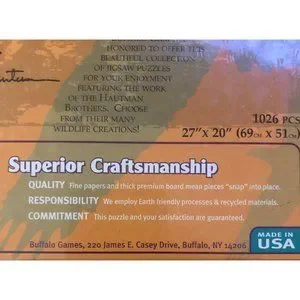 HONORED TO OFFER THIS
BEAUTIFUL COLLECTION
OF JIGSAW PUZZLES
FOR YOUR ENJOYMENT
FEATURING THE WORK
OF THE HAUTMAN
BROTHERS. CHOOSE
FROM THEIR MANY
WILDLIFE CREATIONS!
1026 PCS
27"x 20" (69CM x 51CM)
Superior Craftsmanship
QUALITY Fine papers and thick premium board mean pieces "snap" into place.
RESPONSIBILITY We employ Earth friendly processes & recycled materials.
COMMITMENT This puzzle and your satisfaction are guaranteed.
Buffalo Games, 220 James E. Casey Drive, Buffalo, NY 14206
MADE IN
USA